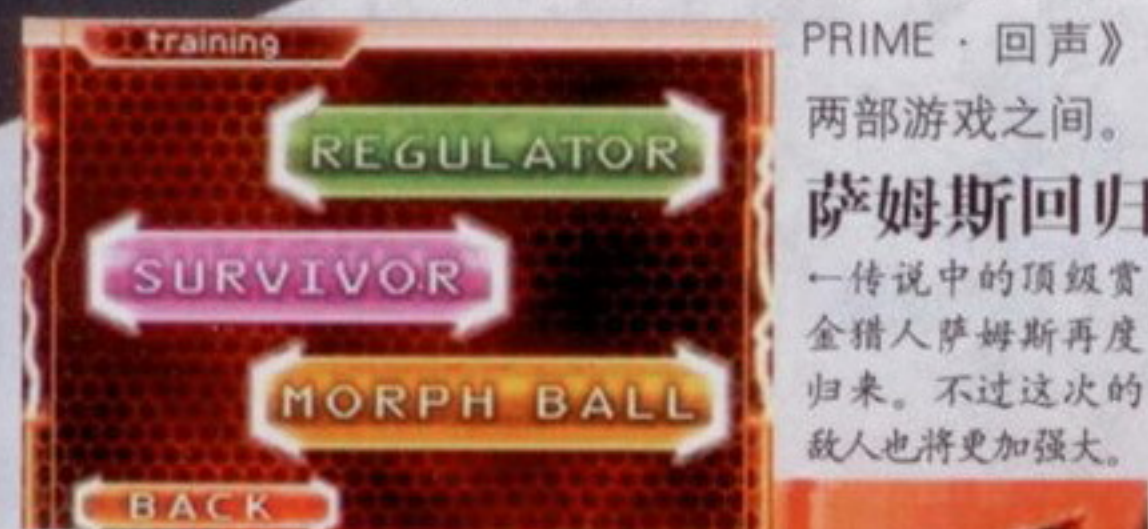 training
REGULATOR
SURVIVOR
MORPH BALL
BACK
PRIME · 回声》
两部游戏之间。
萨姆斯回归
←传说中的顶级赏
金猎人萨姆斯再度
归来。不过这次的
敌人也将更加强大。